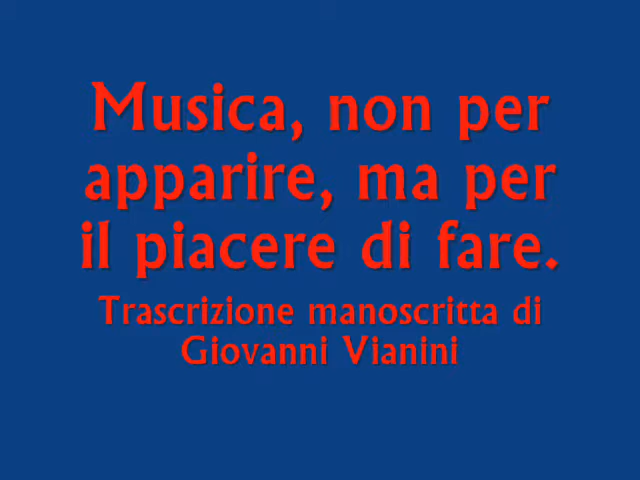 Musica, non per
apparire, ma per
il piacere di fare.
Trascrizione manoscritta di
Giovanni Vianini